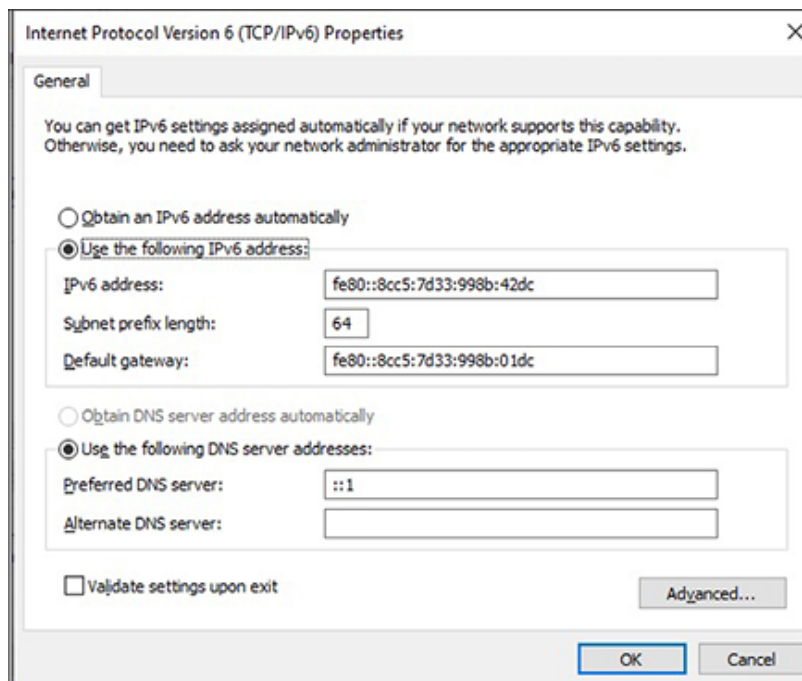 Internet Protocol Version 6 (TCP/IPv6) Properties
General
You can get IPv6 settings assigned automatically if your network supports this capability.
Otherwise, you need to ask your network administrator for the appropriate IPv6 settings.
Obtain an IPv6 address automatically
Use the following IPv6 address:
IPv6 address: fe80::8cc5:7d33:998b:42dc
Subnet prefix length: 64
Default gateway: fe80::8cc5:7d33:998b:01dc
Obtain DNS server address automatically
Use the following DNS server addresses:
Preferred DNS server: ::1
Alternate DNS server:
Validate settings upon exit
Advanced...
OK Cancel